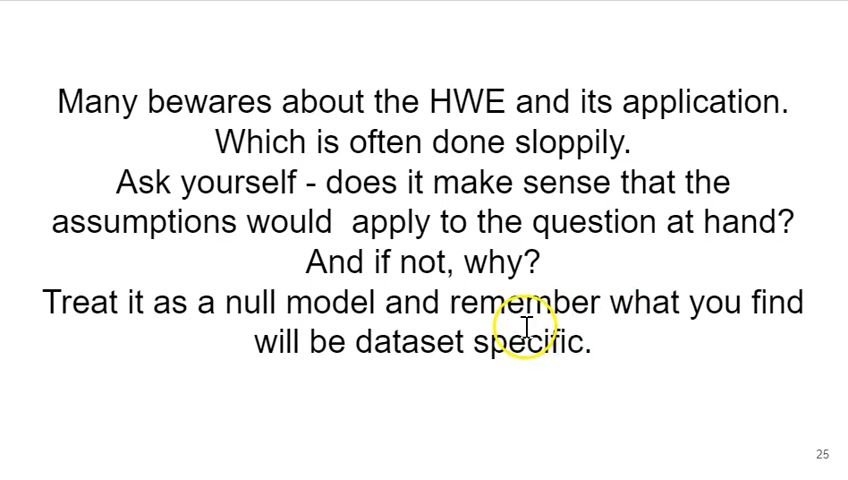 Many bewares about the HWE and its application.
Which is often done sloppily.
Ask yourself - does it make sense that the
assumptions would  apply to the question at hand?
And if not, why?
Treat it as a null model and remember what you find
will be dataset specific.
25